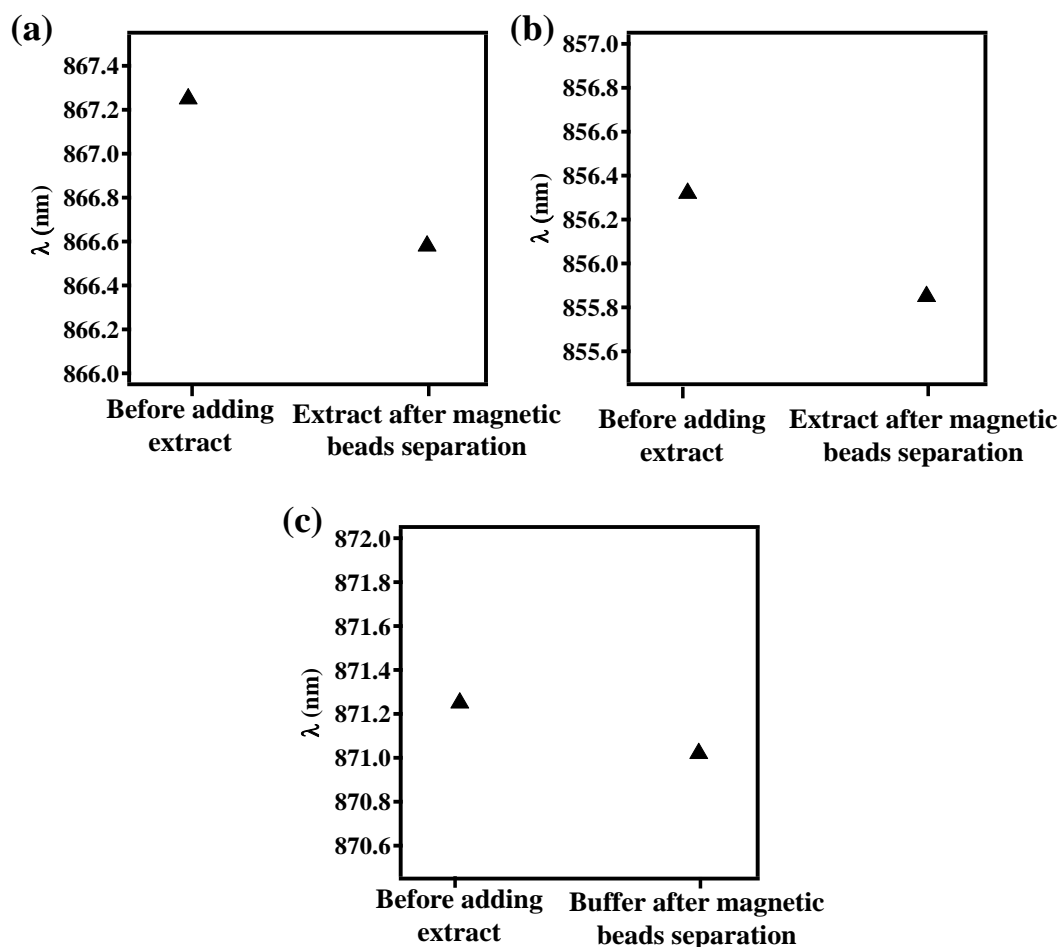 (a)
λ (nm)
867.4
867.2
867.0
866.8
866.6
866.4
866.2
866.0
Before adding
extract
Extract after magnetic
beads separation
(b)
λ (nm)
857.0
856.8
856.6
856.4
856.2
856.0
855.8
855.6
Before adding
extract
Extract after magnetic
beads separation
(c)
λ (nm)
872.0
871.8
871.6
871.4
871.2
871.0
870.8
870.6
Before adding
extract
Buffer after magnetic
beads separation